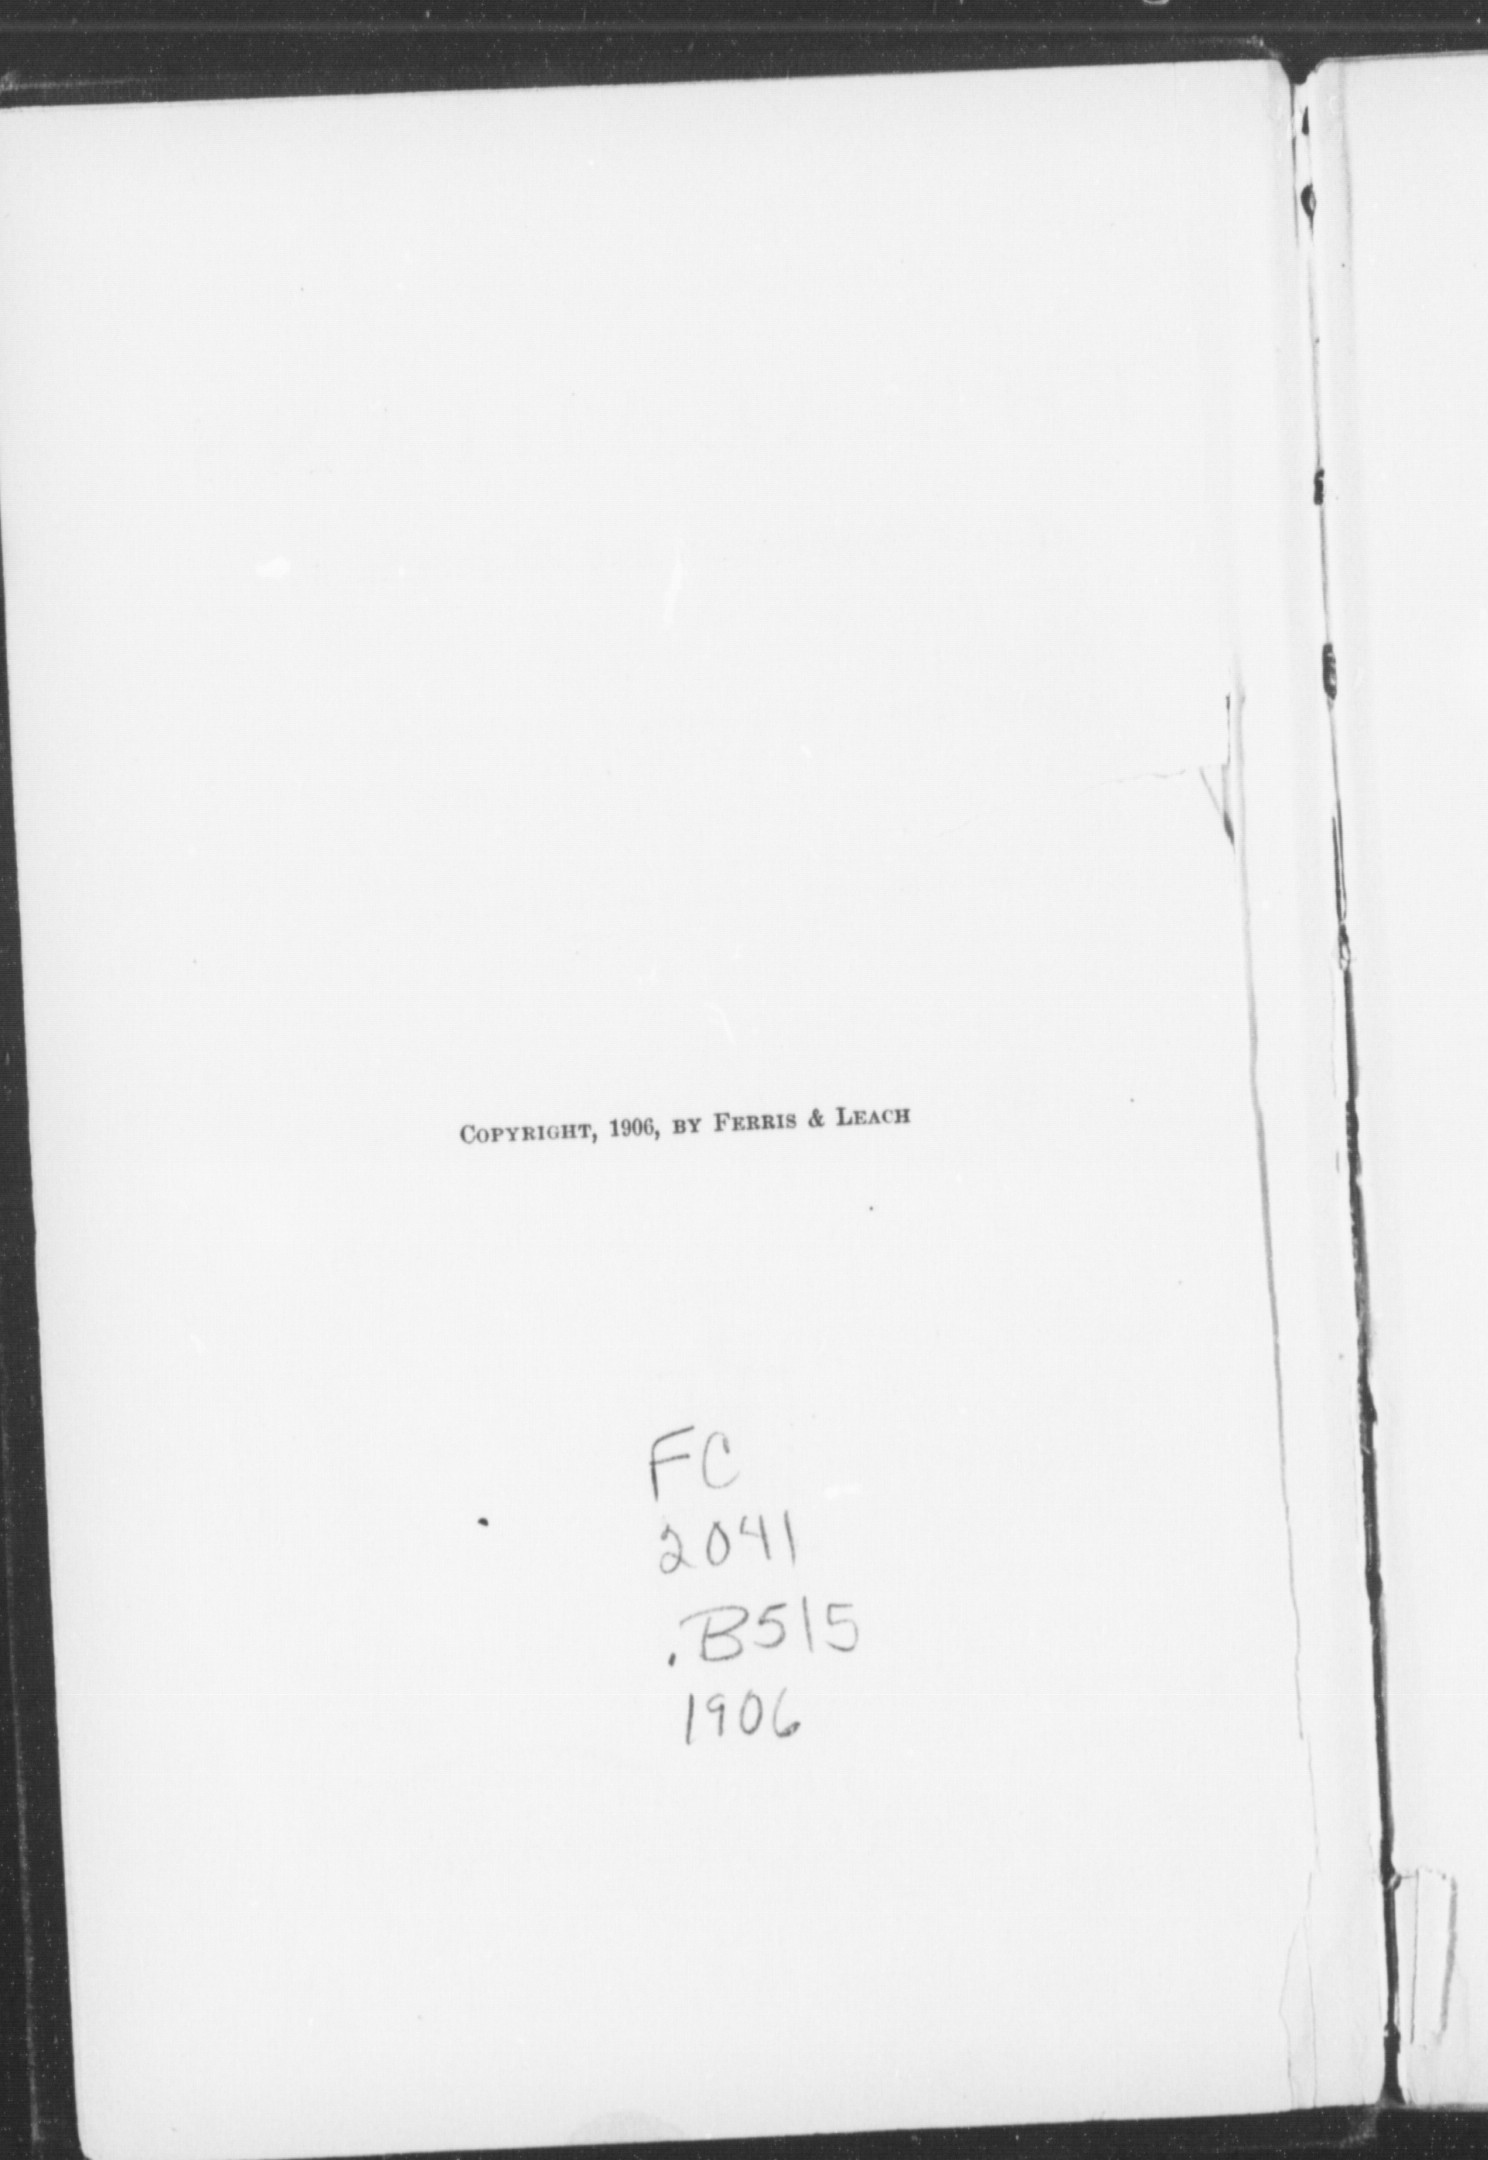 Copyright, 1906, by Ferris & Leach
FC
2041
.B515
1906